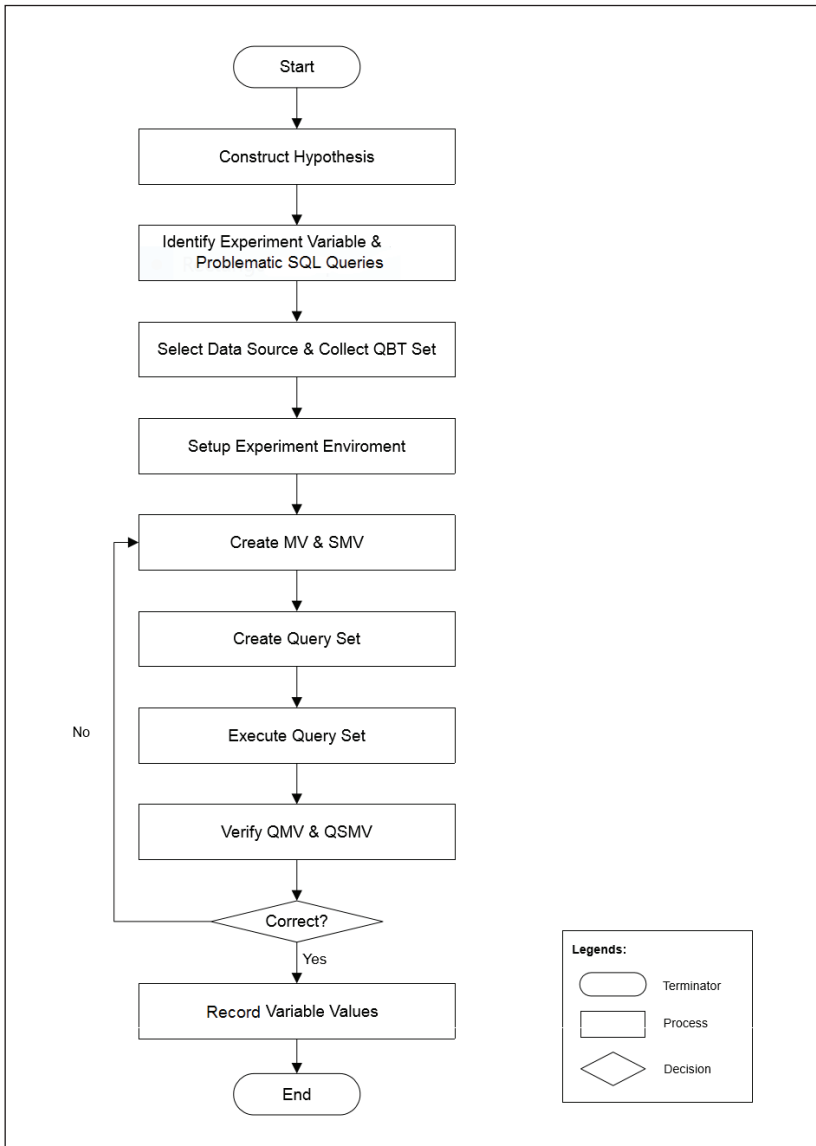 Start
Construct Hypothesis
Identify Experiment Variable &
Problematic SQL Queries
Select Data Source & Collect QBT Set
Setup Experiment Enviroment
Create MV & SMV
Create Query Set
Execute Query Set
No
Verify QMV & QSMV
Correct?
Yes
Record Variable Values
End
Legends:
Terminator
Process
Decision